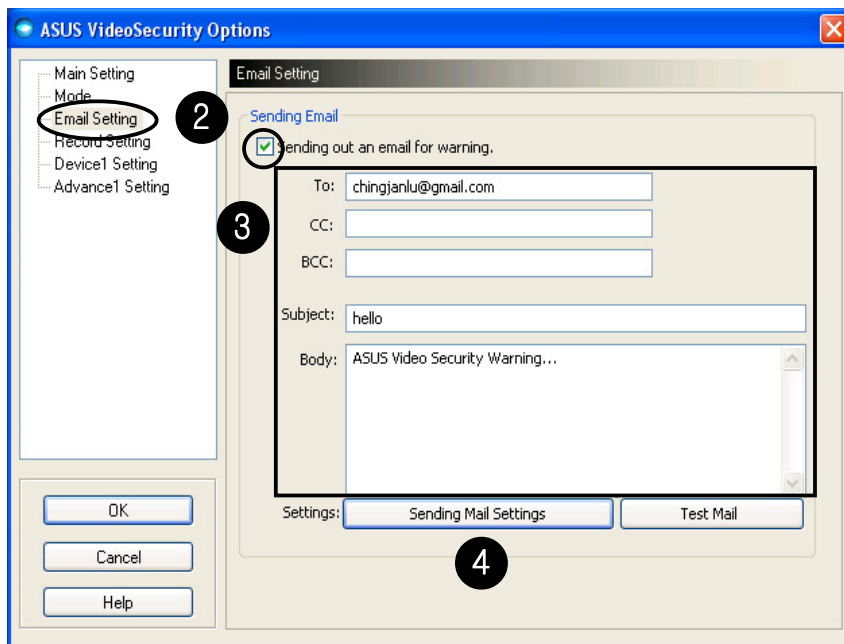 ASUS VideoSecurity Options
Main Setting
Mode
Email Setting
Record Setting
Device1 Setting
Advance1 Setting
OK
Cancel
Help
Email Setting
2
Sending Email
Sending out an email for warning.
3
To: chingjanlu@gmail.com
CC:
BCC:
Subject: hello
Body: ASUS Video Security Warning...
Settings: Sending Mail Settings Test Mail
4